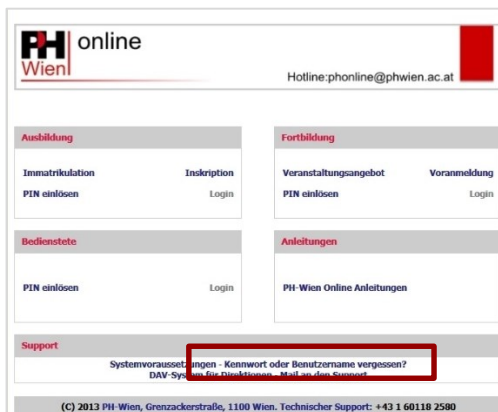 PH online
Wien
Hotline:phonline@phwien.ac.at
Ausbildung
Immatrikulation Inskription
PIN einlösen Login
Fortbildung
Veranstaltungsangebot Voranmeldung
PIN einlösen Login
Bedienstete
PIN einlösen Login
Anleitungen
PH-Wien Online Anleitungen
Support
Systemvoraussetzungen - Kennwort oder Benutzername vergessen?
DAV-System für Direktionen - Mail an den Support
(C) 2013 PH-Wien, Grenzackerstraße, 1100 Wien. Technischer Support: +43 1 60118 2580